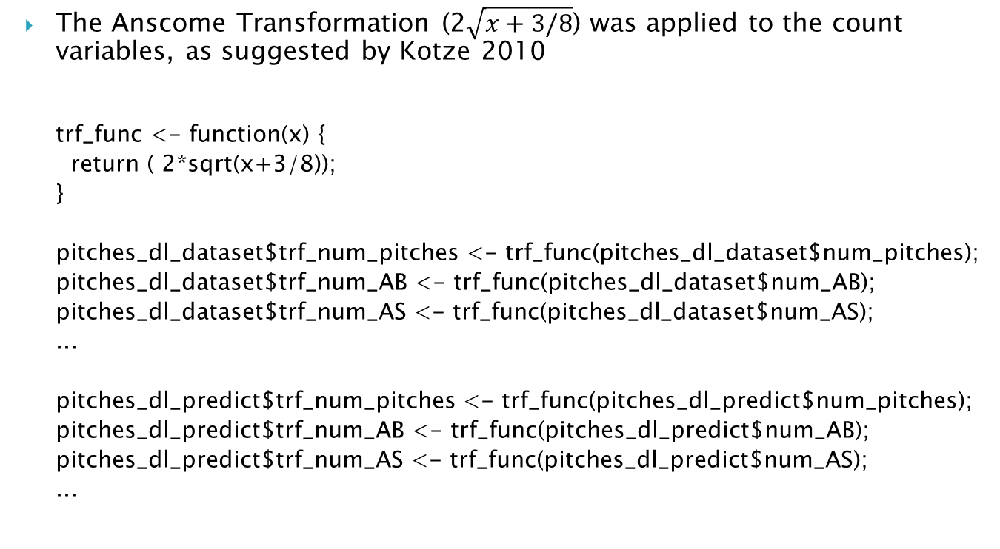 The Anscome Transformation (2√x + 3/8) was applied to the count
variables, as suggested by Kotze 2010
trf_func <- function(x) {
return ( 2*sqrt(x+3/8));
}
pitches_dl_dataset$trf_num_pitches <- trf_func(pitches_dl_dataset$num_pitches);
pitches_dl_dataset$trf_num_AB <- trf_func(pitches_dl_dataset$num_AB);
pitches_dl_dataset$trf_num_AS <- trf_func(pitches_dl_dataset$num_AS);
...
pitches_dl_predict$trf_num_pitches <- trf_func(pitches_dl_predict$num_pitches);
pitches_dl_predict$trf_num_AB <- trf_func(pitches_dl_predict$num_AB);
pitches_dl_predict$trf_num_AS <- trf_func(pitches_dl_predict$num_AS);
...